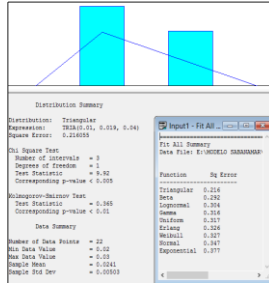 Distribution Summary
Distribution: Triangular
Expression: TRIA(0.01, 0.019, 0.04)
Square Error: 0.216055
Chi Square Test
Number of intervals = 3
Degrees of freedom = 1
Test Statistic = 9.92
Corresponding p-value < 0.005
Kolmogorov-Smirnov Test
Test Statistic = 0.365
Corresponding p-value < 0.01
Data Summary
Number of Data Points = 22
Min Data Value = 0.02
Max Data Value = 0.03
Sample Mean = 0.0241
Sample Std Dev = 0.00503
Input1 - Fit All ...
Fit All Summary
Data File: E:\MODELO SABANAMAR
Function Sq Error
Triangular 0.216
Beta 0.292
Lognormal 0.304
Gamma 0.316
Uniform 0.317
Erlang 0.326
Weibull 0.327
Normal 0.347
Exponential 0.377